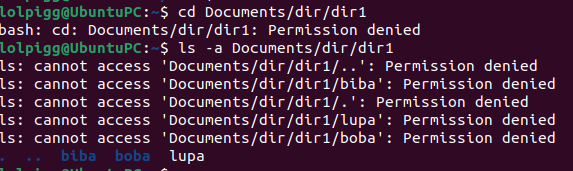 lolpigg@UbuntuPC:~$ cd Documents/dir/dir1
bash: cd: Documents/dir/dir1: Permission denied
lolpigg@UbuntuPC:~$ ls -a Documents/dir/dir1
ls: cannot access 'Documents/dir/dir1/..': Permission denied
ls: cannot access 'Documents/dir/dir1/biba': Permission denied
ls: cannot access 'Documents/dir/dir1/.': Permission denied
ls: cannot access 'Documents/dir/dir1/lupa': Permission denied
ls: cannot access 'Documents/dir/dir1/boba': Permission denied
. .. biba boba lupa
lolpigg@UbuntuPC:~$